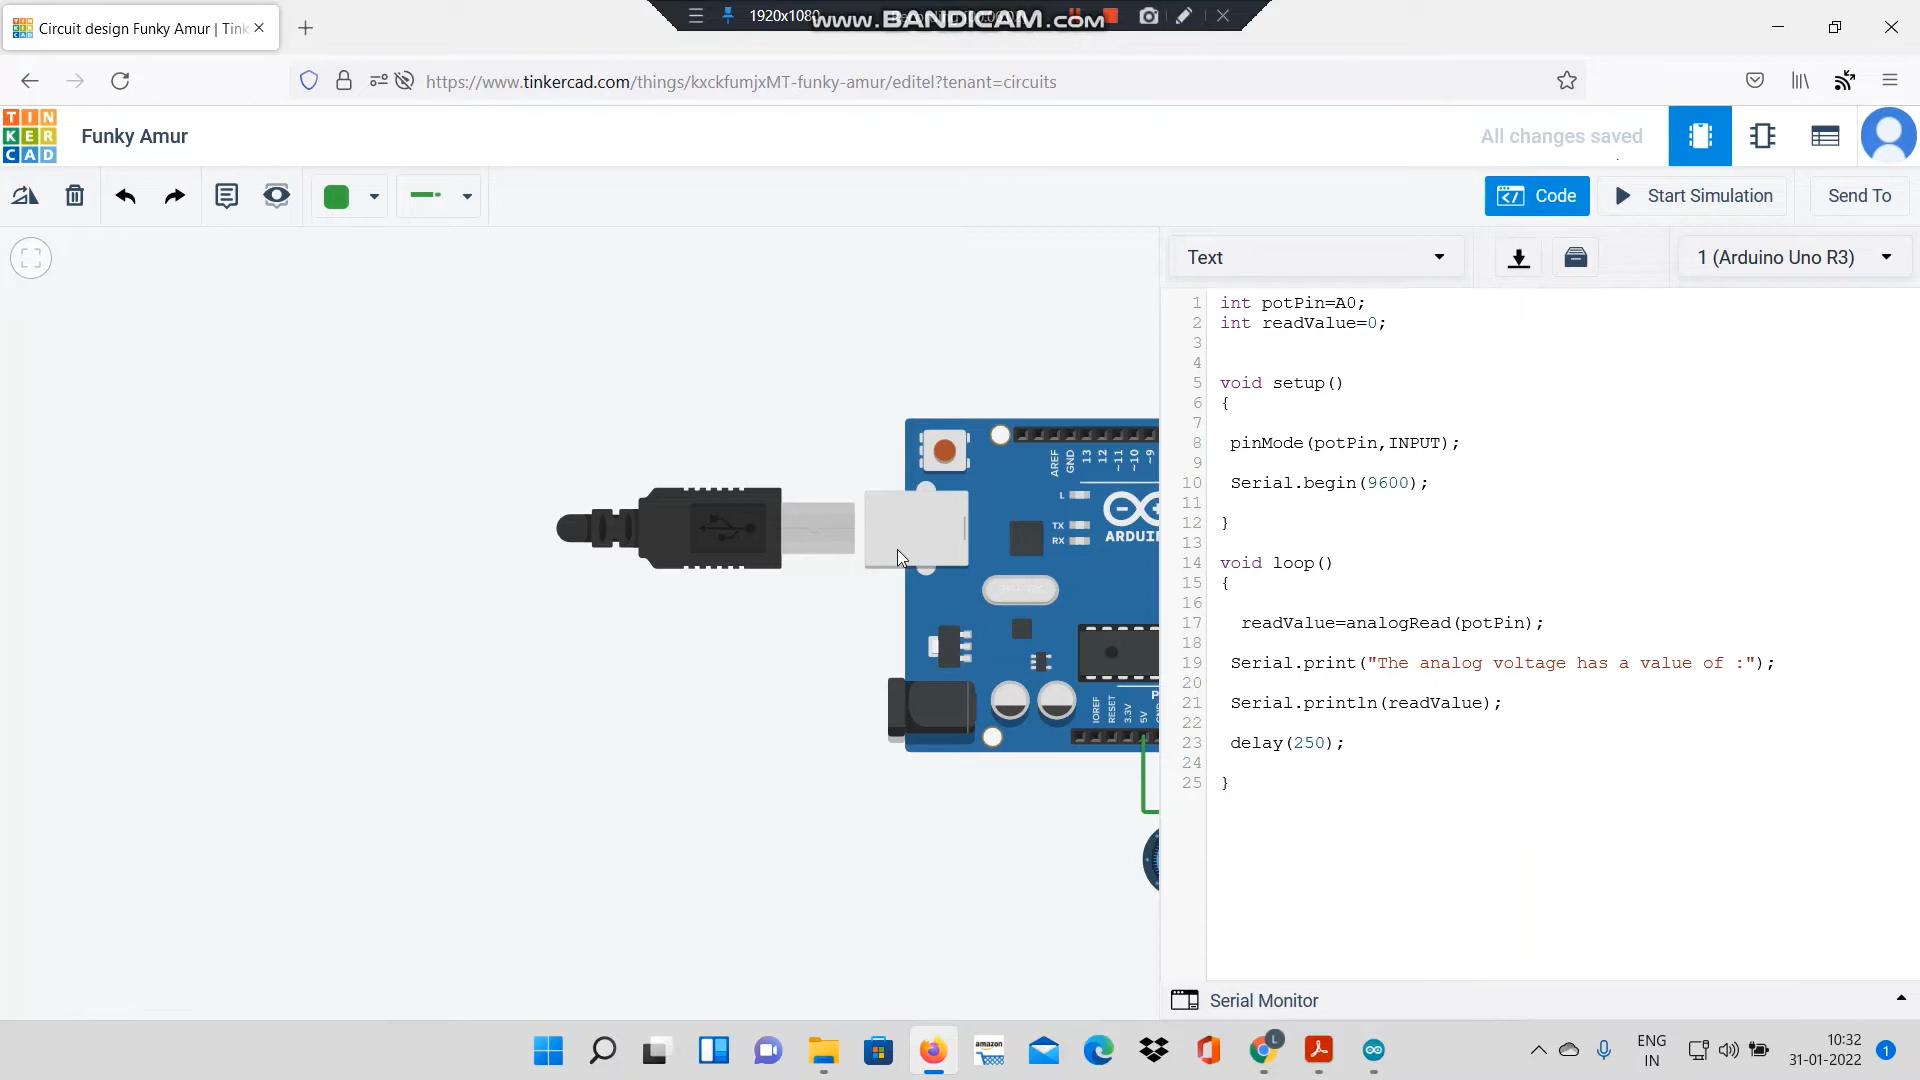 1920x1080
www.BANDICAM.com
Circuit design Funky Amur | Tink
https://www.tinkercad.com/things/kxckfumjxMT-funky-amur/editel?tenant=circuits
TIN
KER
CAD
Funky Amur
All changes saved
Code
Start Simulation
Send To
Text
1 (Arduino Uno R3)
1 int potPin=A0;
2 int readValue=0;
3
4
5 void setup()
6 {
7
8 pinMode(potPin,INPUT);
9
10 Serial.begin(9600);
11
12 }
13
14 void loop()
15 {
16
17 readValue=analogRead(potPin);
18
19 Serial.print("The analog voltage has a value of :");
20
21 Serial.println(readValue);
22
23 delay(250);
24
25 }
AREF
GND
13
12
~11
~10
~9
L
TX
RX
ARDUIN
IOREF
RESET
3.3V
5V
P
Serial Monitor
amazon
L
ENG
IN
10:32
31-01-2022
1